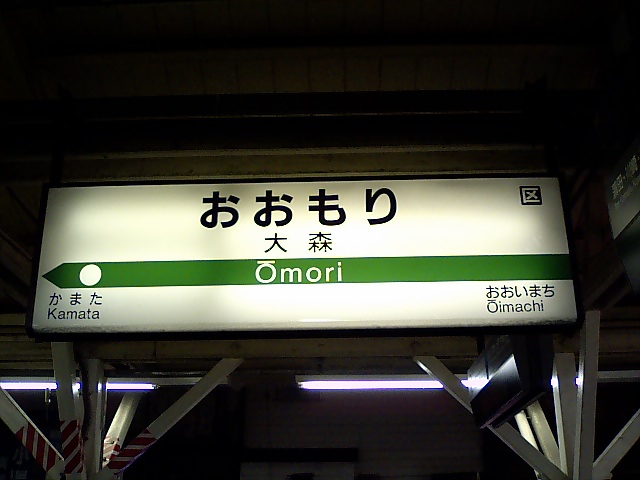 おおもり
区
大森
Ōmori
かまた
Kamata
おおいまち
Ōimachi